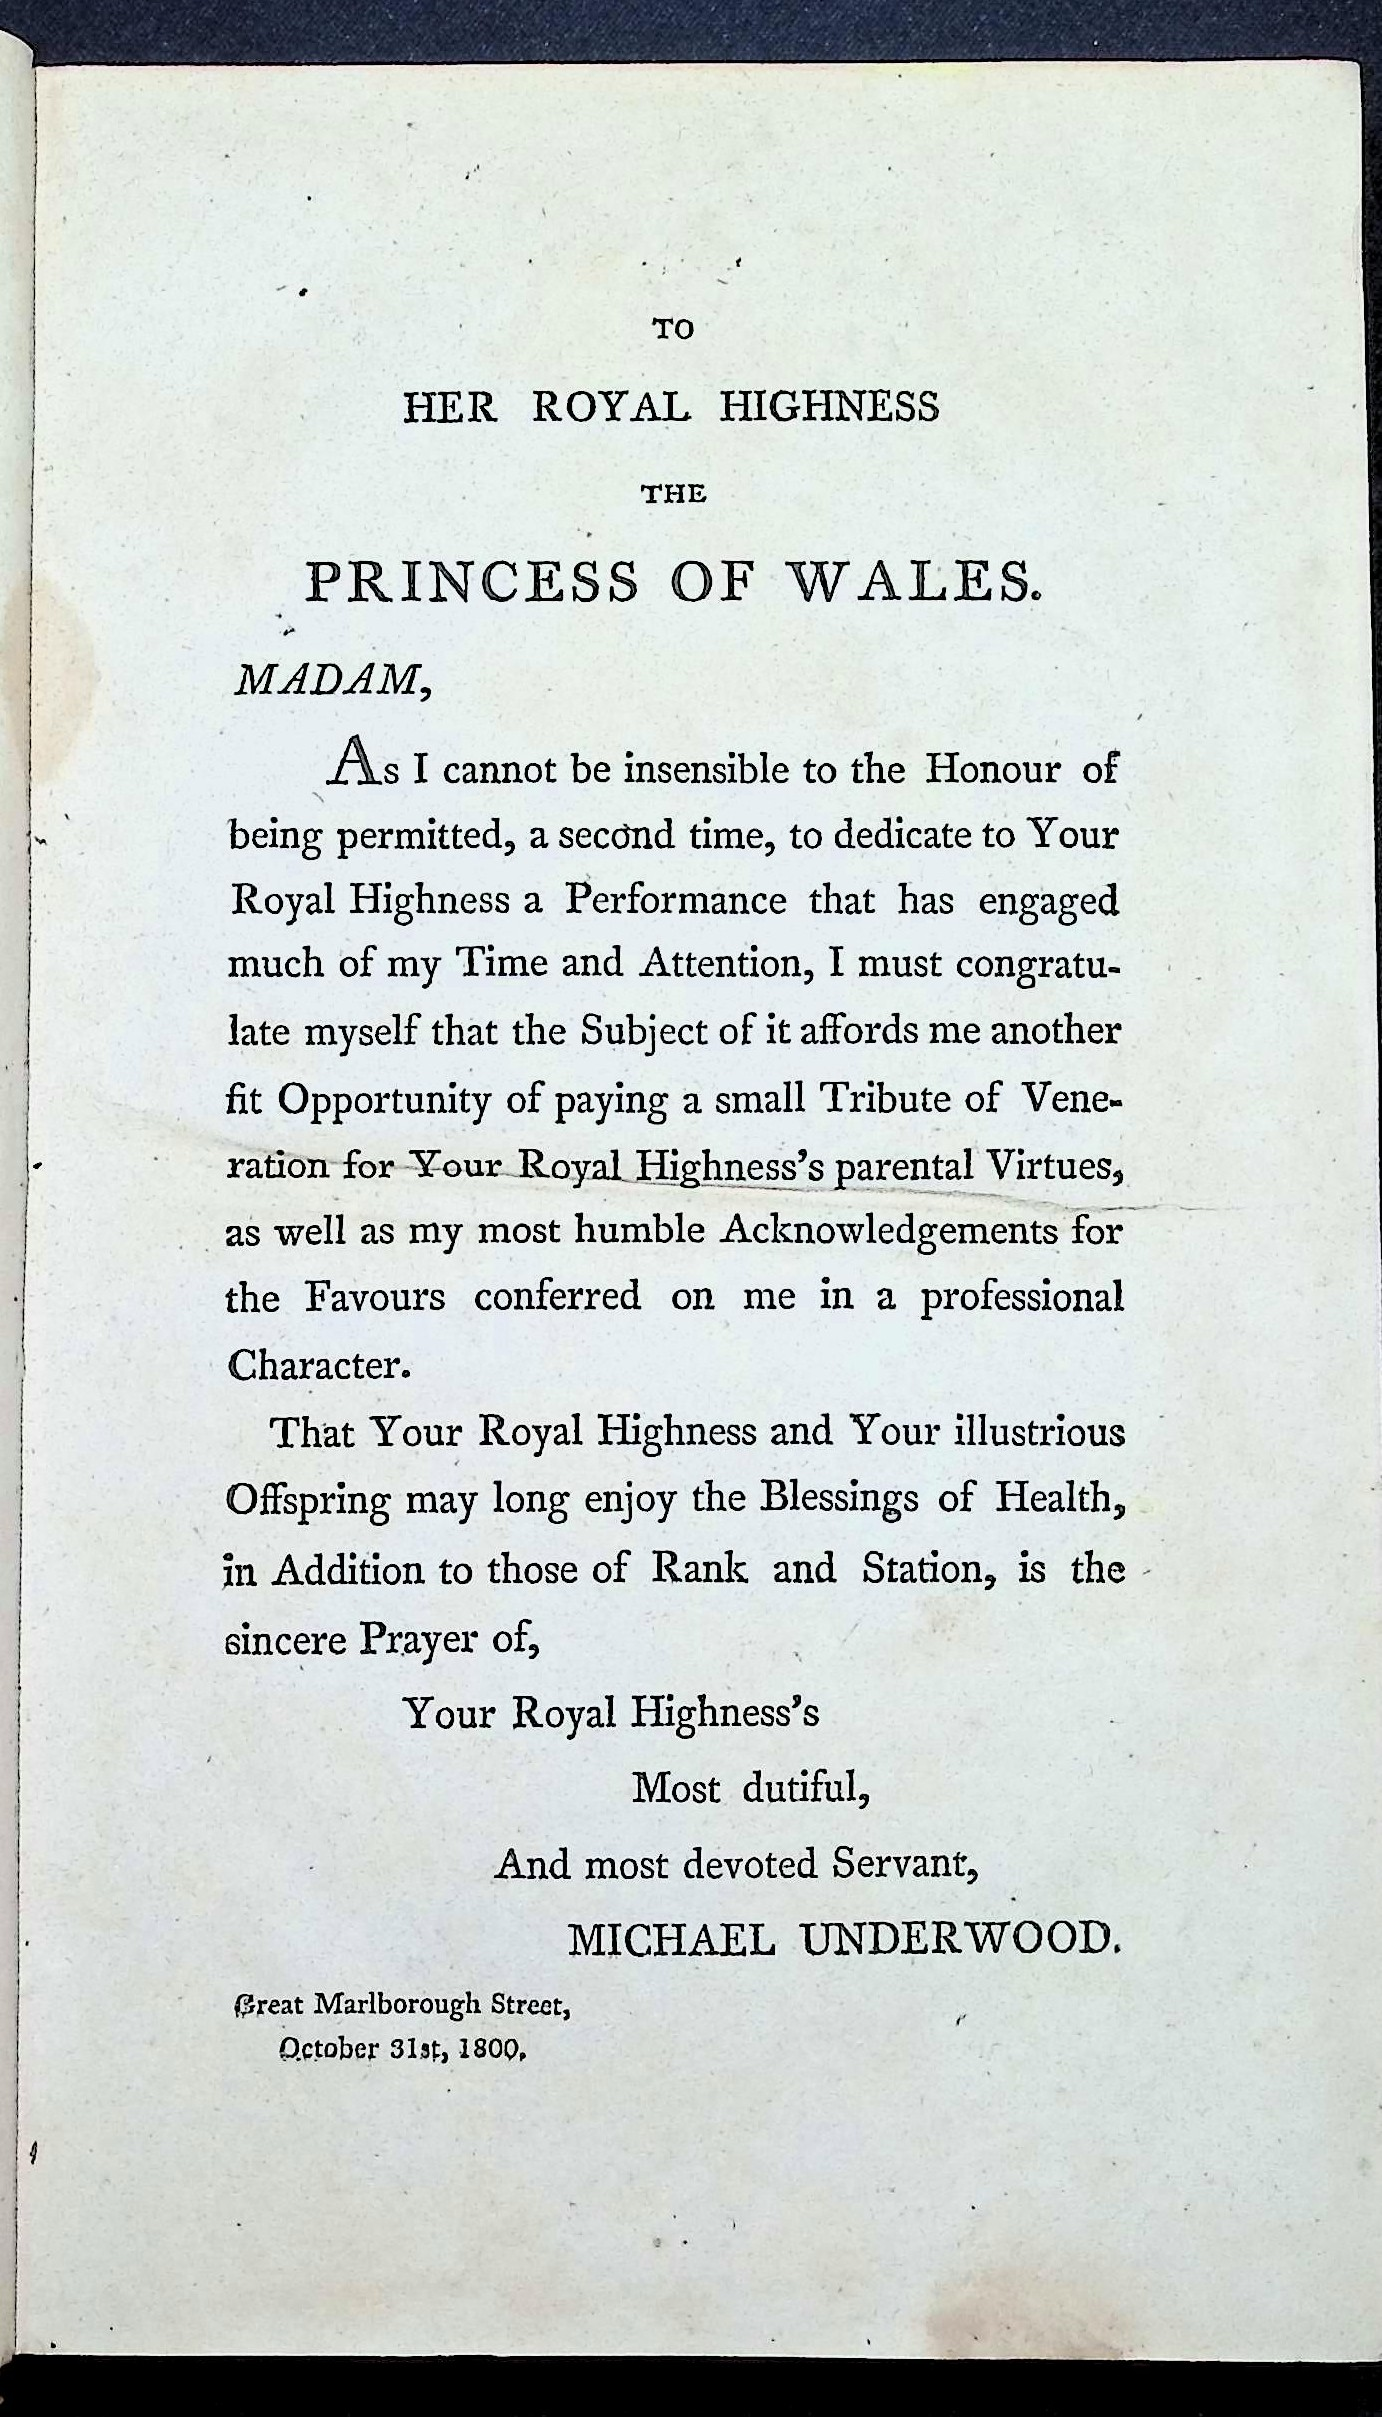 TO
HER ROYAL HIGHNESS
THE
PRINCESS OF WALES.
MADAM,
As I cannot be insensible to the Honour of
being permitted, a second time, to dedicate to Your
Royal Highness a Performance that has engaged
much of my Time and Attention, I must congratu-
late myself that the Subject of it affords me another
fit Opportunity of paying a small Tribute of Vene-
ration for Your Royal Highness's parental Virtues,
as well as my most humble Acknowledgements for
the Favours conferred on me in a professional
Character.
That Your Royal Highness and Your illustrious
Offspring may long enjoy the Blessings of Health,
in Addition to those of Rank and Station, is the
sincere Prayer of,
Your Royal Highness's
Most dutiful,
And most devoted Servant,
MICHAEL UNDERWOOD.
Great Marlborough Street,
October 31st, 1800.